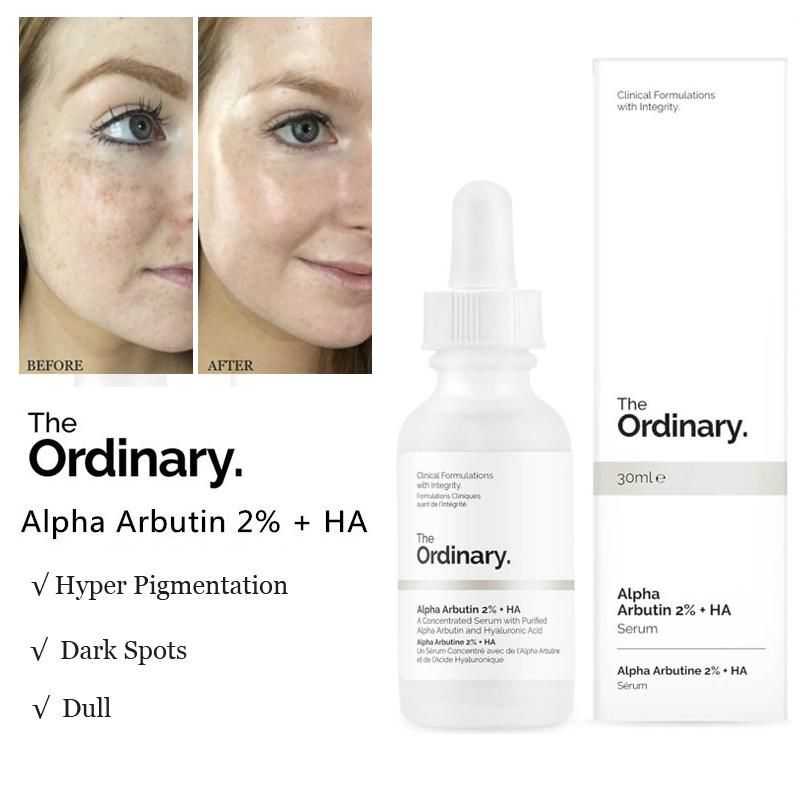 BEFORE
AFTER
The
Ordinary.
Alpha Arbutin 2% + HA
√ Hyper Pigmentation
√ Dark Spots
√ Dull
Clinical Formulations
with Integrity.
Formulations Cliniques
ayant de l'Intégrité.
The
Ordinary.
Alpha Arbutin 2% + HA
A Concentrated Serum with Purified
Alpha Arbutin and Hyaluronic Acid
Alpha Arbutine 2% + HA
Un Sérum Concentré avec de l'Alpha Arbutine
et de l'Acide Hyaluronique
Clinical Formulations
with Integrity.
The
Ordinary.
30ml e
Alpha
Arbutin 2% + HA
Serum
Alpha Arbutine 2% + HA
Sérum